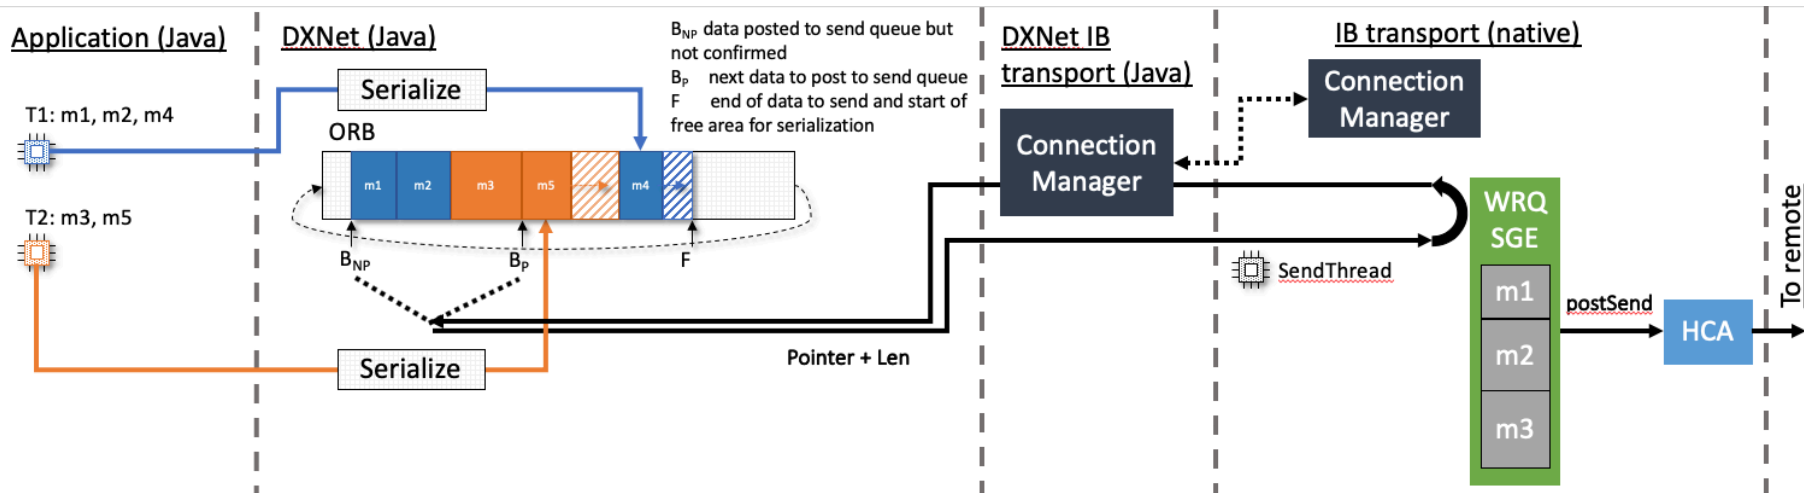 Application (Java)
T1: m1, m2, m4
T2: m3, m5
DXNet (Java)
Serialize
ORB
m1
m2
m3
m5
m4
BNP
BP
F
Serialize
BNP data posted to send queue but
not confirmed
BP next data to post to send queue
F end of data to send and start of
free area for serialization
Pointer + Len
DXNet IB
transport (Java)
Connection
Manager
IB transport (native)
Connection
Manager
SendThread
WRQ
SGE
m1
m2
m3
postSend
HCA
To remote